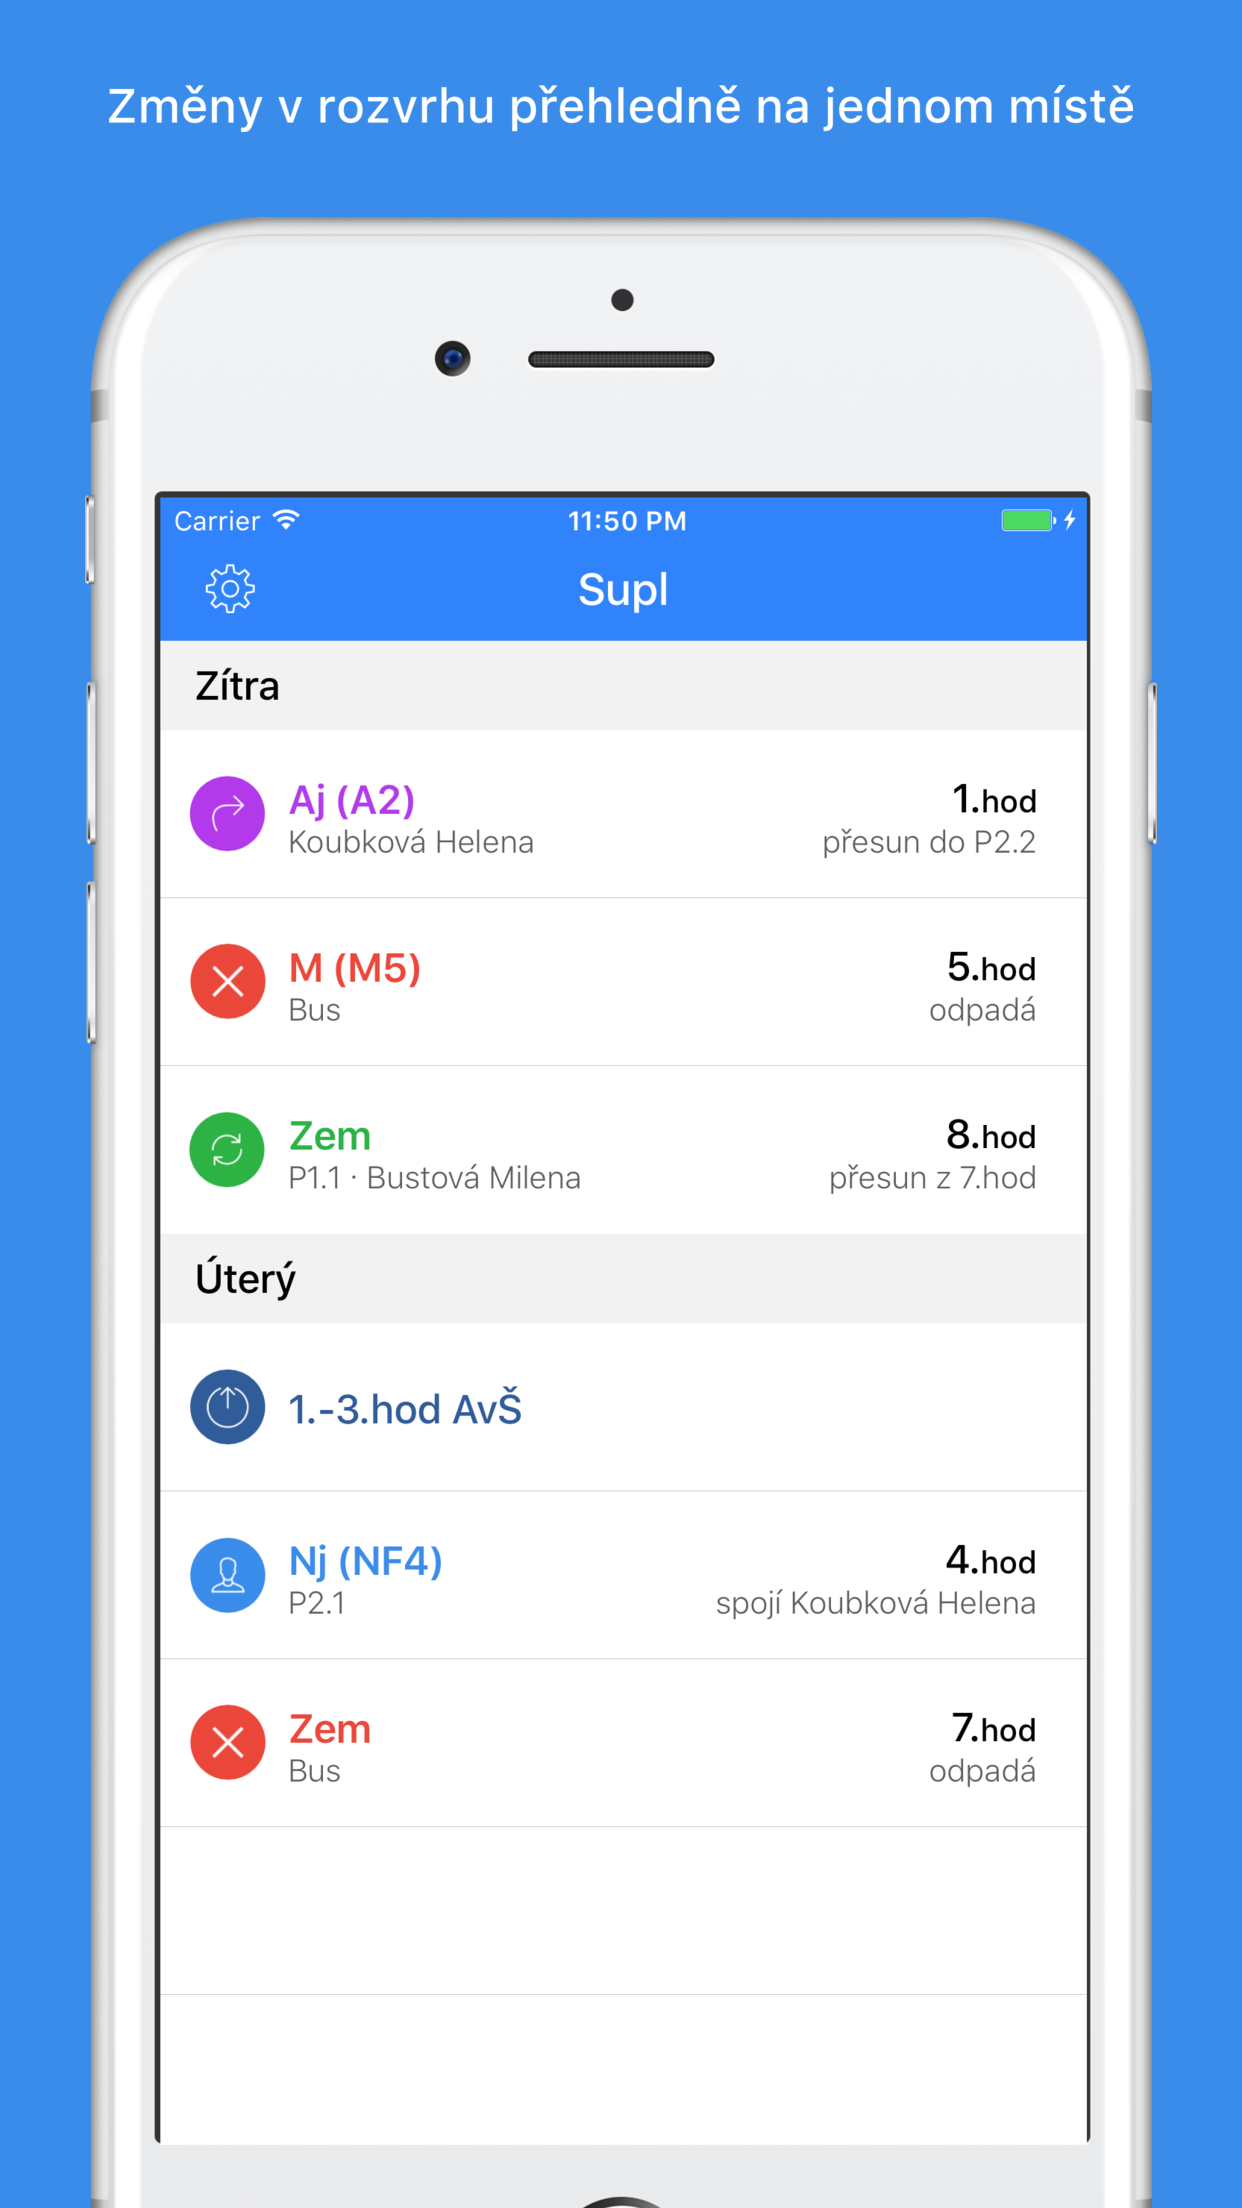 Změny v rozvrhu přehledně na jednom místě
Carrier 11:50 PM
Supl
Zítra
Aj (A2) 1.hod
Koubková Helena přesun do P2.2
M (M5) 5.hod
Bus odpadá
Zem 8.hod
P1.1 · Bustová Milena přesun z 7.hod
Úterý
1.-3.hod AvŠ
Nj (NF4) 4.hod
P2.1 spojí Koubková Helena
Zem 7.hod
Bus odpadá